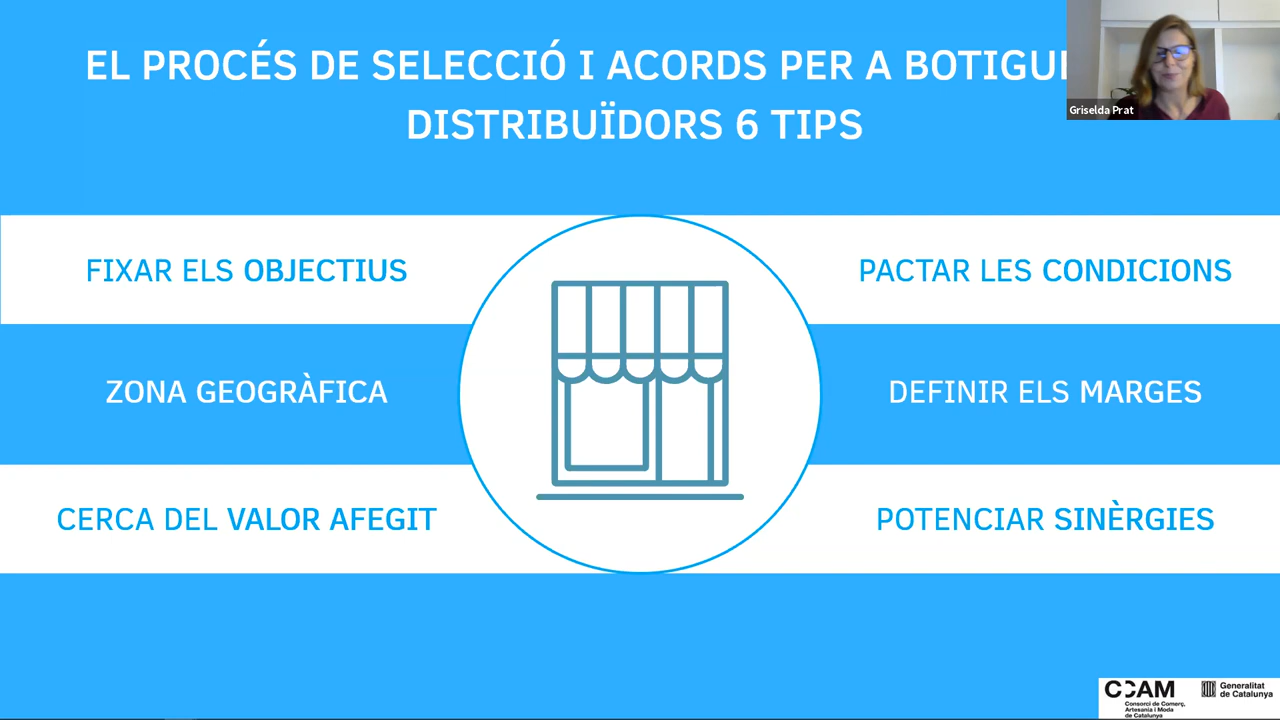 EL PROCÉS DE SELECCIÓ I ACORDS PER A
DISTRIBUÏDORS 6 TIPS
Griselda Prat
FIXAR ELS OBJECTIUS
PACTAR LES CONDICIONS
ZONA GEOGRÀFICA
DEFINIR ELS MARGES
CERCA DEL VALOR AFEGIT
POTENCIAR SINÈRGIES
CCAM
Consorci de Comerç,
Artesania i Moda
de Catalunya
Generalitat
de Catalunya